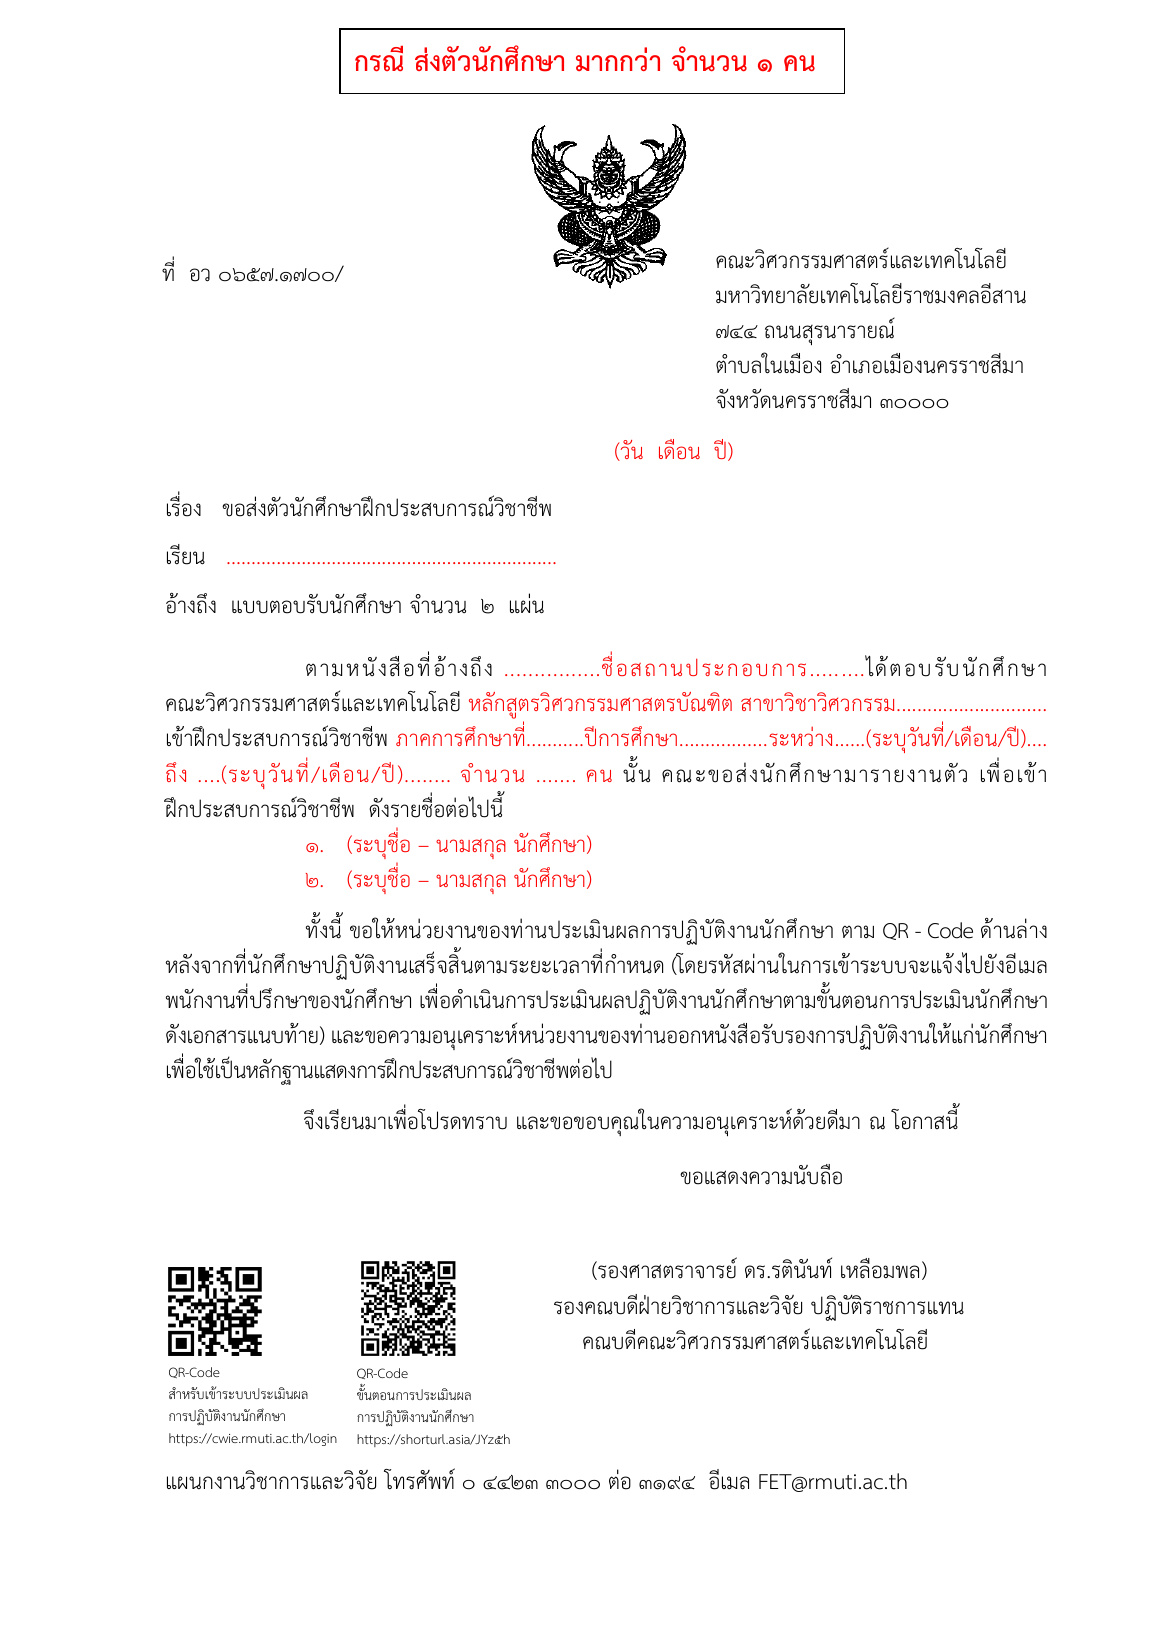 กรณี ส่งตัวนักศึกษา มากกว่า จำนวน ๑ คน
ที่ อว ๐๖๕๗.๑๗๐๐/
คณะวิศวกรรมศาสตร์และเทคโนโลยี
มหาวิทยาลัยเทคโนโลยีราชมงคลอีสาน
๗๔๔ ถนนสุรนารายณ์
ตำบลในเมือง อำเภอเมืองนครราชสีมา
จังหวัดนครราชสีมา ๓๐๐๐๐
(วัน เดือน ปี)
เรื่อง ขอส่งตัวนักศึกษาฝึกประสบการณ์วิชาชีพ
เรียน ..................................................................
อ้างถึง แบบตอบรับนักศึกษา จำนวน ๒ แผ่น
ตามหนังสือที่อ้างถึง ................ชื่อสถานประกอบการ.........ได้ตอบรับนักศึกษา
คณะวิศวกรรมศาสตร์และเทคโนโลยี หลักสูตรวิศวกรรมศาสตรบัณฑิต สาขาวิชาวิศวกรรม.............................
เข้าฝึกประสบการณ์วิชาชีพ ภาคการศึกษาที่...........ปีการศึกษา.................ระหว่าง......(ระบุวันที่/เดือน/ปี)....
ถึง ....(ระบุวันที่/เดือน/ปี)........ จำนวน ....... คน นั้น คณะขอส่งนักศึกษามารายงานตัว เพื่อเข้า
ฝึกประสบการณ์วิชาชีพ ดังรายชื่อต่อไปนี้
๑. (ระบุชื่อ – นามสกุล นักศึกษา)
๒. (ระบุชื่อ – นามสกุล นักศึกษา)
ทั้งนี้ ขอให้หน่วยงานของท่านประเมินผลการปฏิบัติงานนักศึกษา ตาม QR - Code ด้านล่าง
หลังจากที่นักศึกษาปฏิบัติงานเสร็จสิ้นตามระยะเวลาที่กำหนด (โดยรหัสผ่านในการเข้าระบบจะแจ้งไปยังอีเมล
พนักงานที่ปรึกษาของนักศึกษา เพื่อดำเนินการประเมินผลปฏิบัติงานนักศึกษาตามขั้นตอนการประเมินนักศึกษา
ดังเอกสารแนบท้าย) และขอความอนุเคราะห์หน่วยงานของท่านออกหนังสือรับรองการปฏิบัติงานให้แก่นักศึกษา
เพื่อใช้เป็นหลักฐานแสดงการฝึกประสบการณ์วิชาชีพต่อไป
จึงเรียนมาเพื่อโปรดทราบ และขอขอบคุณในความอนุเคราะห์ด้วยดีมา ณ โอกาสนี้
ขอแสดงความนับถือ
(รองศาสตราจารย์ ดร.รตินันท์ เหลือมพล)
รองคณบดีฝ่ายวิชาการและวิจัย ปฏิบัติราชการแทน
คณบดีคณะวิศวกรรมศาสตร์และเทคโนโลยี
QR-Code
สำหรับเข้าระบบประเมินผล
การปฏิบัติงานนักศึกษา
https://cwie.rmuti.ac.th/login
QR-Code
ขั้นตอนการประเมินผล
การปฏิบัติงานนักศึกษา
https://shorturl.asia/JYz๕h
แผนกงานวิชาการและวิจัย โทรศัพท์ ๐ ๔๔๒๓ ๓๐๐๐ ต่อ ๓๑๙๔ อีเมล FET@rmuti.ac.th